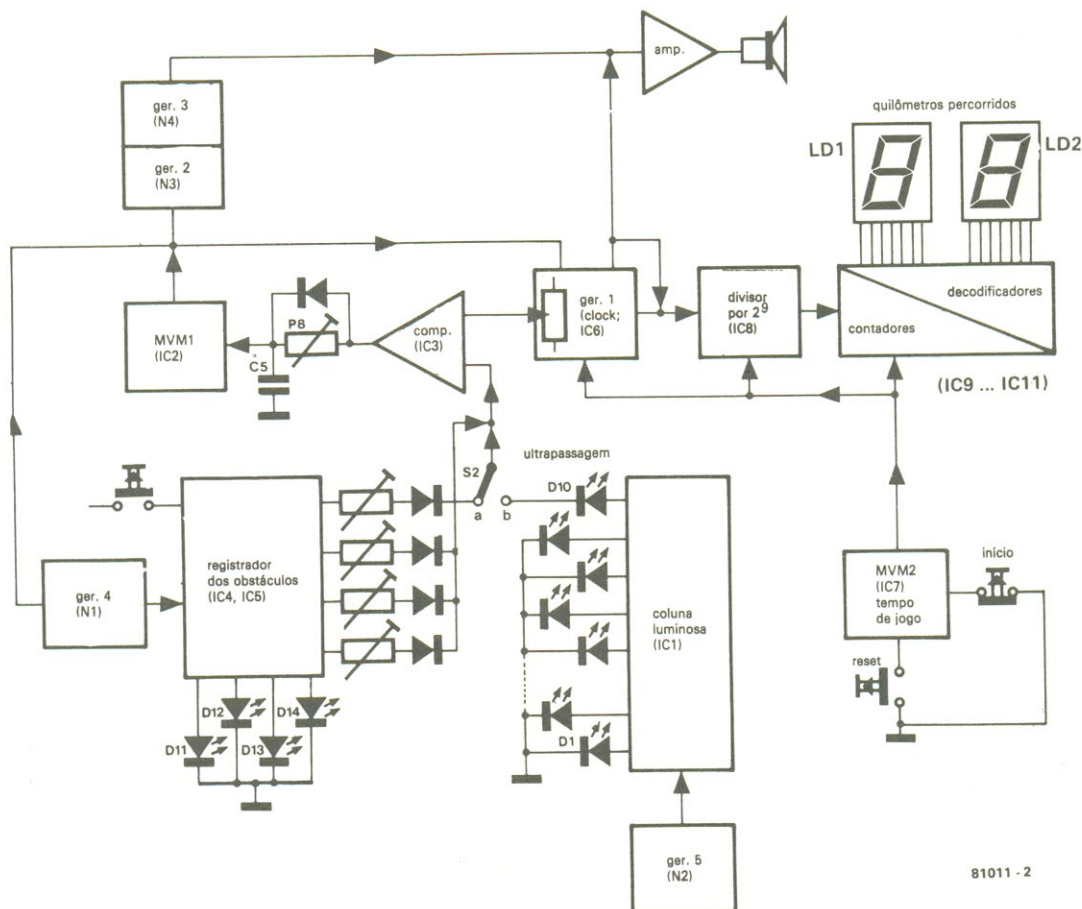 amp.
ger. 3
(N4)
ger. 2
(N3)
quilômetros percorridos
LD1
LD2
MVM1
(IC2)
P8
C5
comp.
(IC3)
ger. 1
(clock;
IC6)
divisor
por 2⁹
(IC8)
contadores
decodificadores
(IC9 ... IC11)
ultrapassagem
S2
a
b
D10
registrador
dos obstáculos
(IC4, IC5)
ger. 4
(N1)
coluna
luminosa
(IC1)
MVM2
(IC7)
tempo
de jogo
início
reset
D12
D14
D11
D13
D1
ger. 5
(N2)
81011 - 2